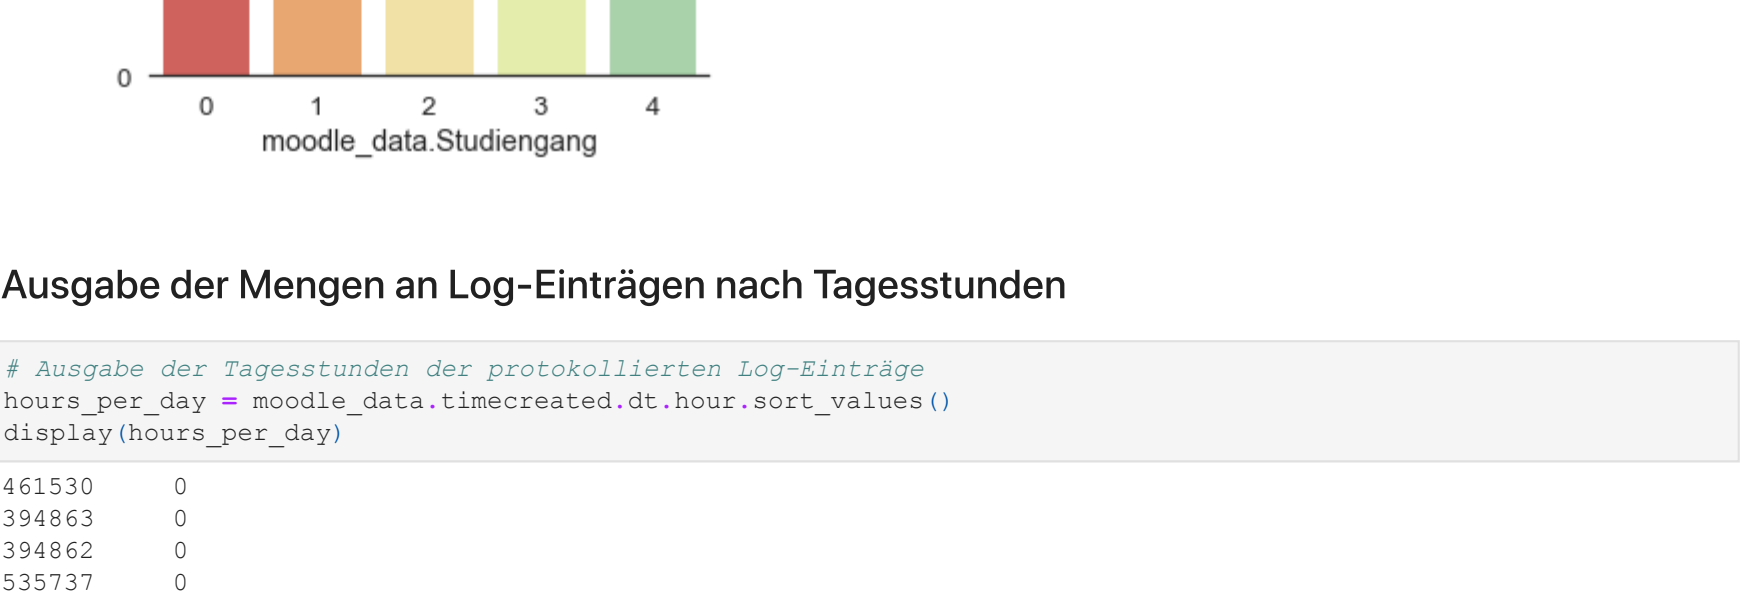 0
0 1 2 3 4
moodle_data.Studiengang
Ausgabe der Mengen an Log-Einträgen nach Tagesstunden
# Ausgabe der Tagesstunden der protokollierten Log-Einträge
hours_per_day = moodle_data.timecreated.dt.hour.sort_values()
display(hours_per_day)
461530 0
394863 0
394862 0
535737 0